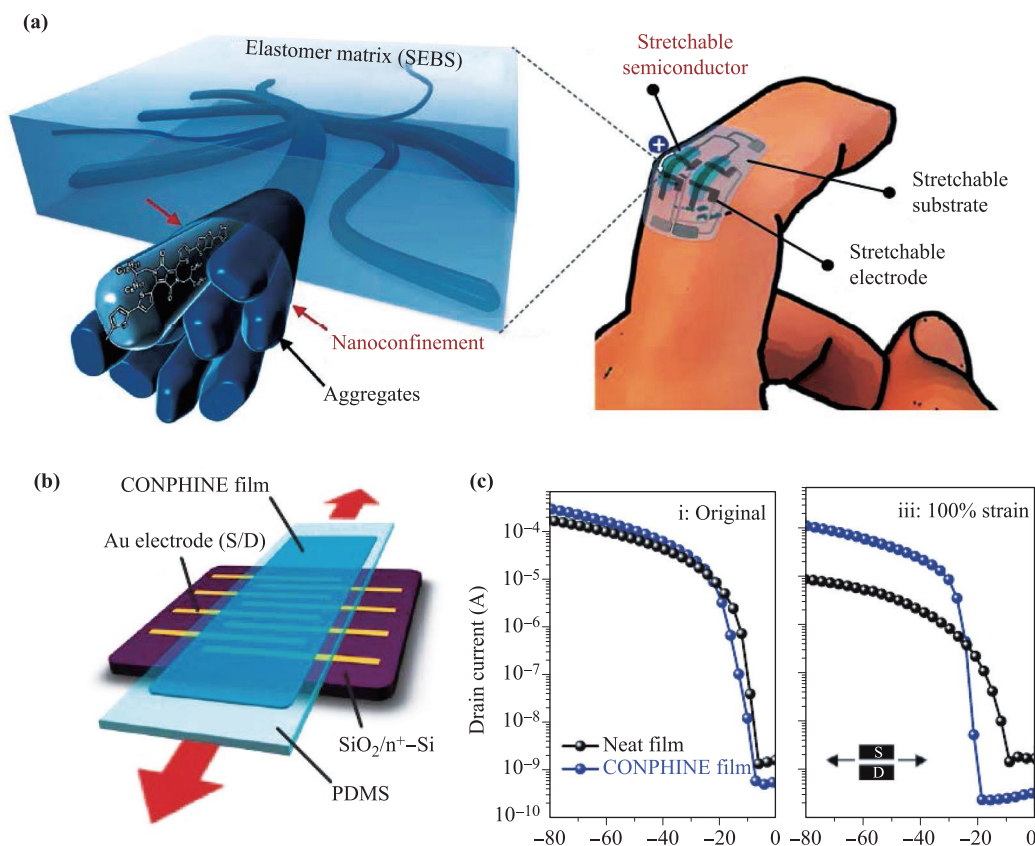 (a)
Elastomer matrix (SEBS)
Nanoconfinement
Aggregates
Stretchable
semiconductor
+
Stretchable
substrate
Stretchable
electrode
(b)
CONPHINE film
Au electrode (S/D)
SiO₂/n⁺–Si
PDMS
(c)
i: Original
iii: 100% strain
Drain current (A)
10⁻⁴
10⁻⁵
10⁻⁶
10⁻⁷
10⁻⁸
10⁻⁹
10⁻¹⁰
Neat film
CONPHINE film
S
D
−80 −60 −40 −20 0
−80 −60 −40 −20 0